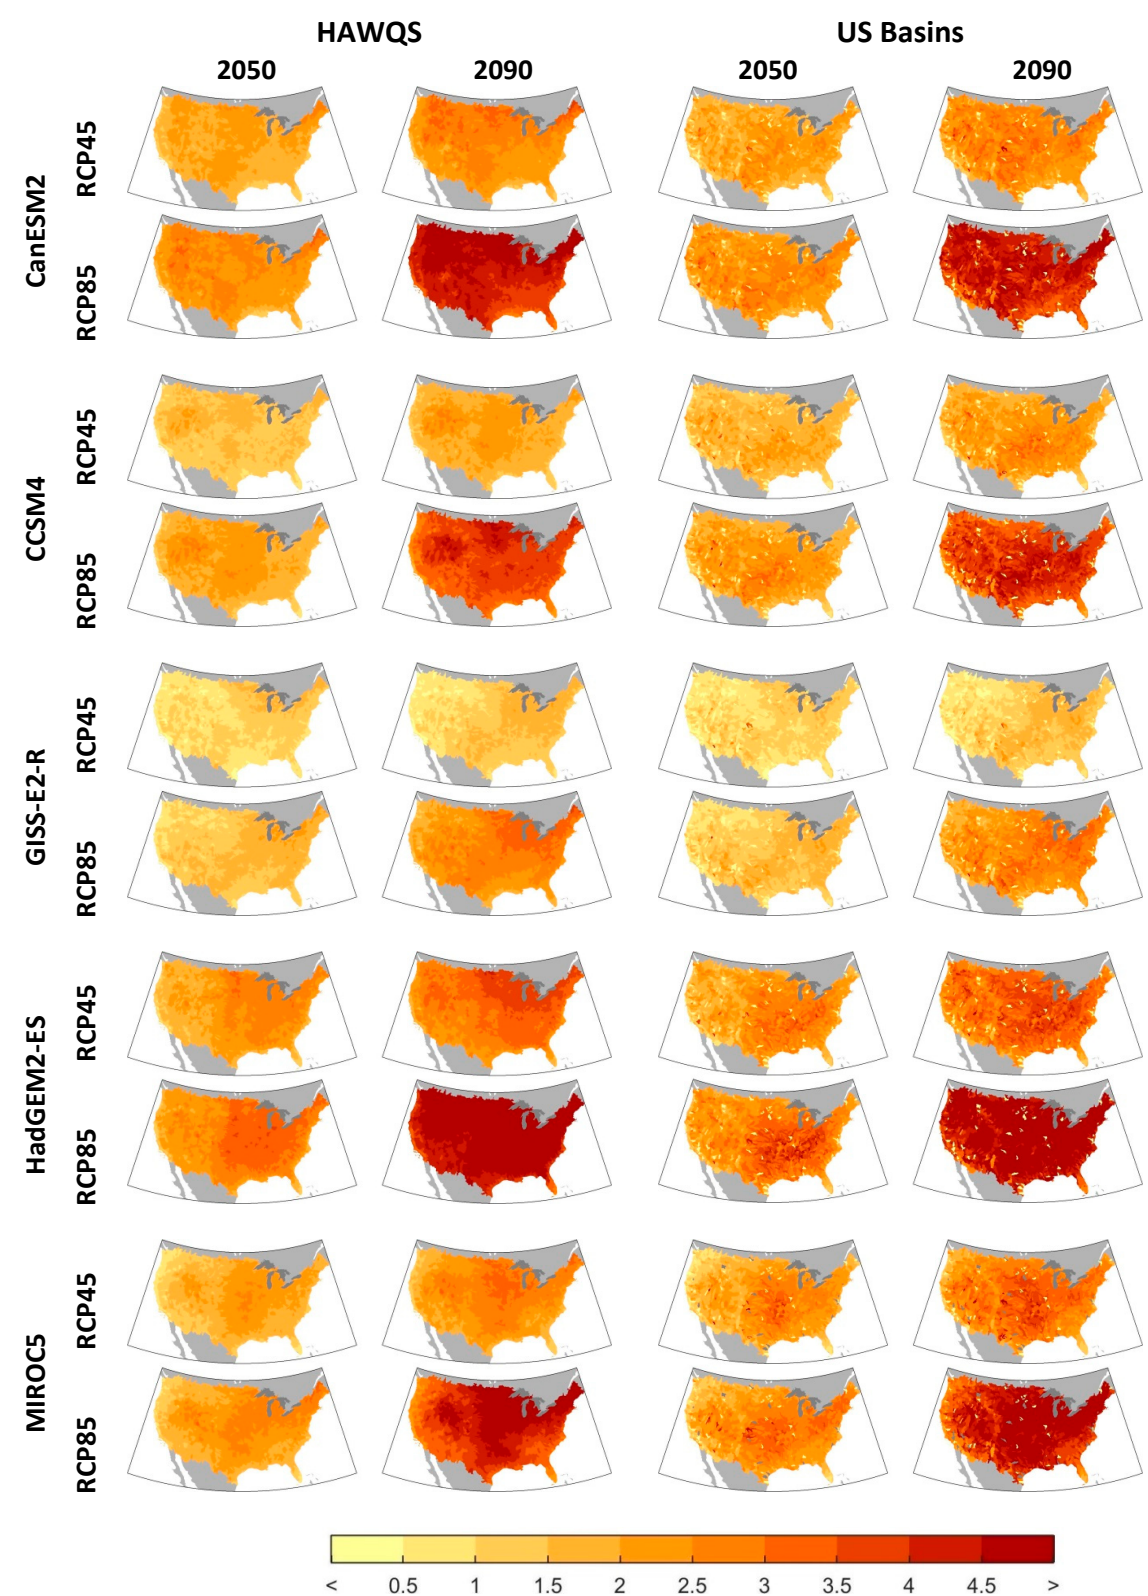 HAWQS US Basins
2050 2090 2050 2090
CanESM2
RCP45
RCP85
CCSM4
RCP45
RCP85
GISS-E2-R
RCP45
RCP85
HadGEM2-ES
RCP45
RCP85
MIROC5
RCP45
RCP85
< 0.5 1 1.5 2 2.5 3 3.5 4 4.5 >